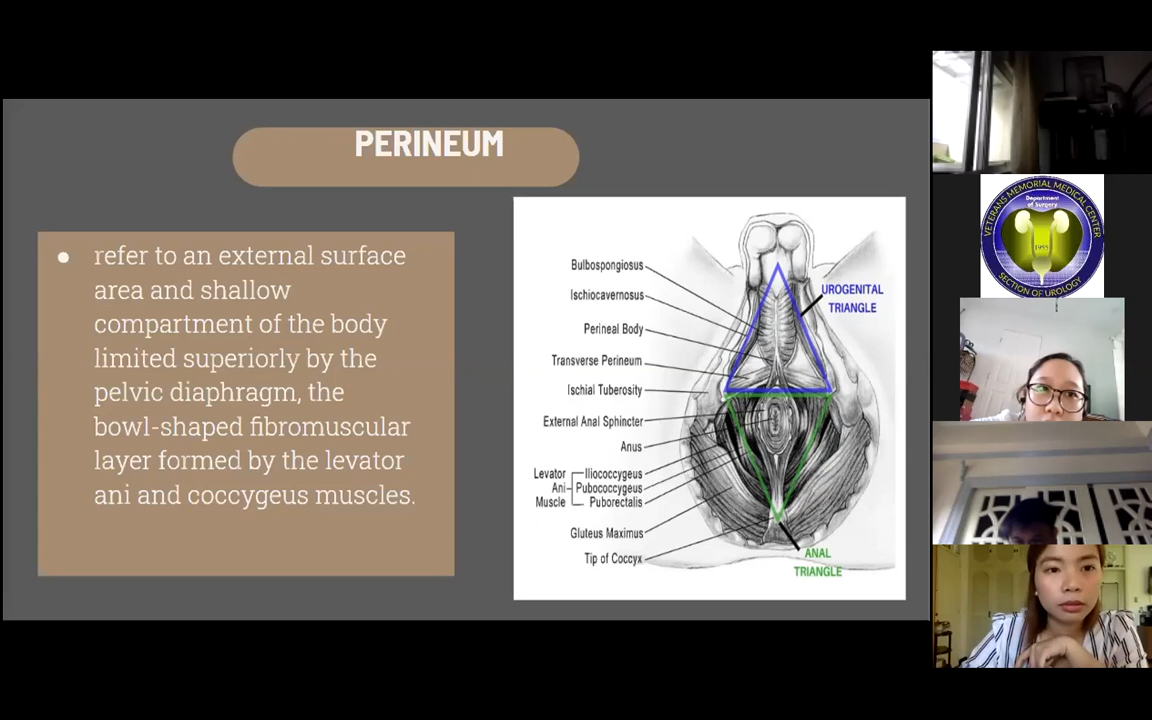 PERINEUM
● refer to an external surface
area and shallow
compartment of the body
limited superiorly by the
pelvic diaphragm, the
bowl-shaped fibromuscular
layer formed by the levator
ani and coccygeus muscles.
Bulbospongiosus
Ischiocavernosus
Perineal Body
Transverse Perineum
Ischial Tuberosity
External Anal Sphincter
Anus
Levator
Ani
Muscle
Iliococcygeus
Pubococcygeus
Puborectalis
Gluteus Maximus
Tip of Coccyx
UROGENITAL
TRIANGLE
ANAL
TRIANGLE
VETERANS MEMORIAL MEDICAL CENTER
Department
of Surgery
1955
SECTION OF UROLOGY